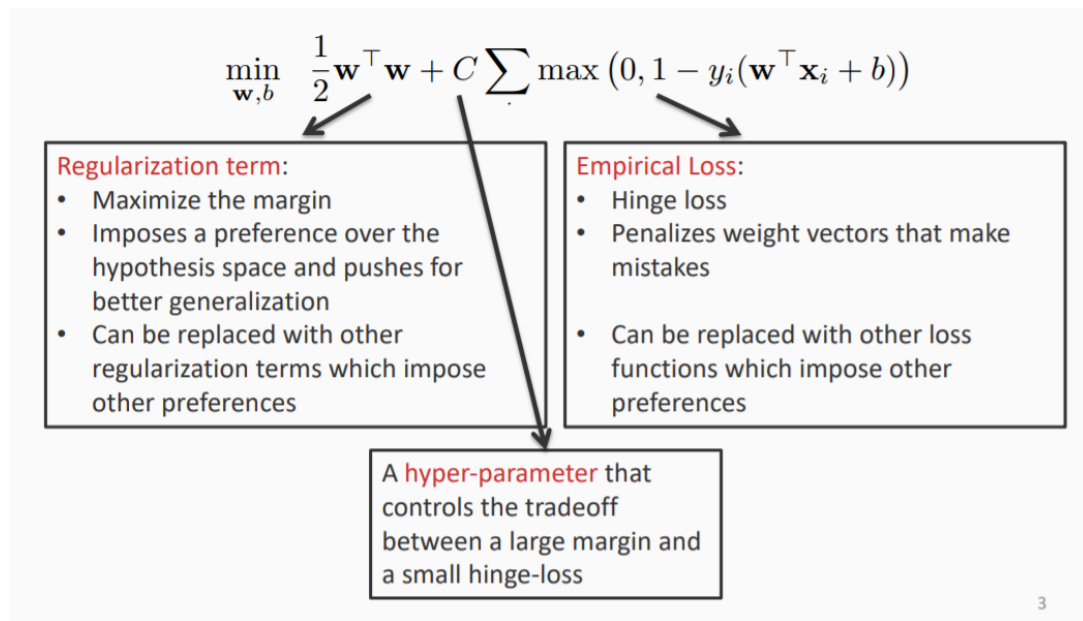 min w,b 1/2 w⊤w + C ∑ max (0, 1 − yᵢ(w⊤xᵢ + b))
Regularization term:
• Maximize the margin
• Imposes a preference over the
hypothesis space and pushes for
better generalization
• Can be replaced with other
regularization terms which impose
other preferences
Empirical Loss:
• Hinge loss
• Penalizes weight vectors that make
mistakes
• Can be replaced with other loss
functions which impose other
preferences
A hyper-parameter that
controls the tradeoff
between a large margin and
a small hinge-loss
3